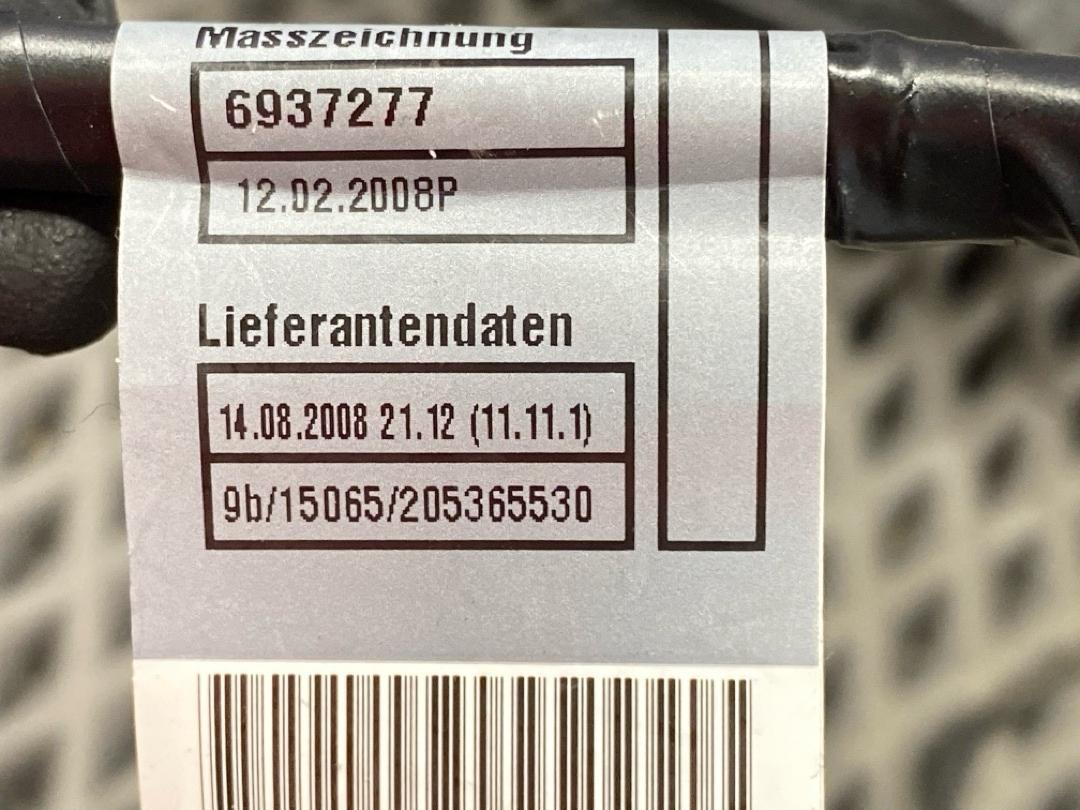 Masszeichnung
6937277
12.02.2008P
Lieferantendaten
14.08.2008 21.12 (11.11.1)
9b/15065/205365530